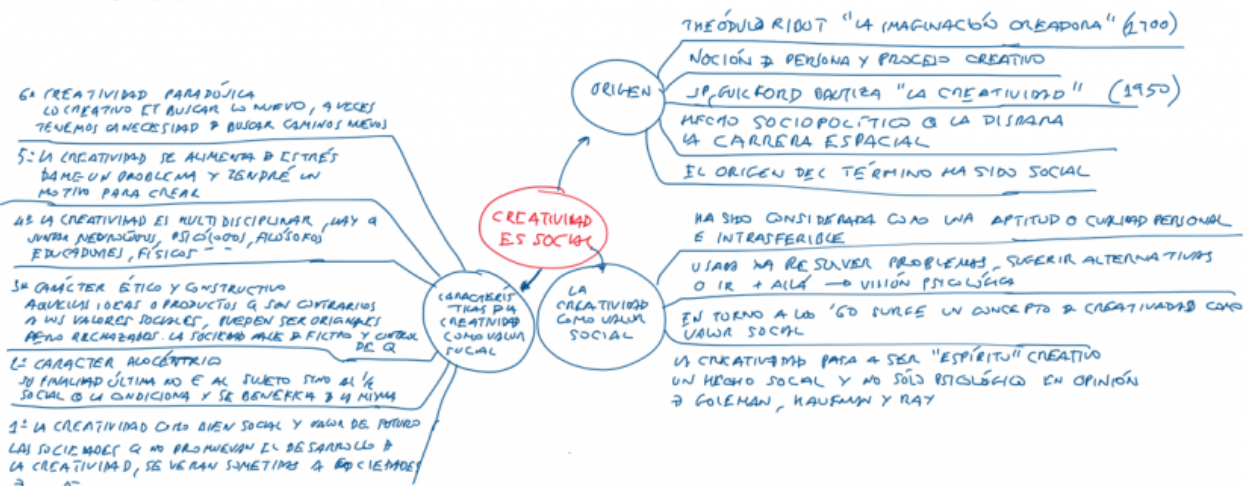 CREATIVIDAD
ES SOCIAL
ORIGEN
THEÓDULO RIBOT "LA IMAGINACIÓN CREADORA" (1700)
NOCIÓN D PERSONA Y PROCESO CREATIVO
JP, GUILFORD BAUTIZA "LA CREATIVIDAD" (1950)
HECHO SOCIOPOLÍTICO Q LA DISPARA
LA CARRERA ESPACIAL
EL ORIGEN DEL TÉRMINO HA SIDO SOCIAL
LA
CREATIVIDAD
COMO VALOR
SOCIAL
HA SIDO CONSIDERADA COMO UNA APTITUD O CUALIDAD PERSONAL
E INTRASFERIBLE
USADA XA RESOLVER PROBLEMAS, SUGERIR ALTERNATIVAS
O IR + ALLÁ → VISIÓN PSICOLÓGICA
EN TORNO A LOS '60 SURGE UN CONCEPTO D CREATIVIDAD COMO
VALOR SOCIAL
LA CREATIVIDAD PASA A SER "ESPÍRITU" CREATIVO
UN HECHO SOCIAL Y NO SÓLO PSICOLÓGICO EN OPINIÓN
D GOLEMAN, KAUFMAN Y RAY
CARACTERÍS
TICAS D LA
CREATIVIDAD
COMO VALOR
SOCIAL
6ª CREATIVIDAD PARADÓJICA
LO CREATIVO ES BUSCAR LO NUEVO, A VECES
TENEMOS LA NECESIDAD D BUSCAR CAMINOS NUEVOS
5ª LA CREATIVIDAD SE ALIMENTA D ESTRÉS
DAME UN PROBLEMA Y TENDRÉ UN
MOTIVO PARA CREAR
4ª LA CREATIVIDAD ES MULTIDISCIPLINAR, HAY Q
JUNTAR NEURÓLOGOS, PSICÓLOGOS, FILÓSOFOS
EDUCADORES, FÍSICOS
3ª CARÁCTER ÉTICO Y CONSTRUCTIVO
AQUELLAS IDEAS O PRODUCTOS Q SON CONTRARIOS
A LOS VALORES SOCIALES, PUEDEN SER ORIGINALES
PERO RECHAZADOS. LA SOCIEDAD HACE D FILTRO Y CONTROL
DE Q
2ª CARACTER ALOCÉNTRICO
SU FINALIDAD ÚLTIMA NO E AL SUJETO SINO AL
SOCIAL Q LA CONDICIONA Y SE BENEFICIA D LA MISMA
1ª LA CREATIVIDAD COMO BIEN SOCIAL Y VALOR DE FUTURO
LAS SOCIEDADES Q NO PROMUEVAN EL DESARROLLO D
LA CREATIVIDAD, SE VERAN SOMETIDAS A SOCIEDADES